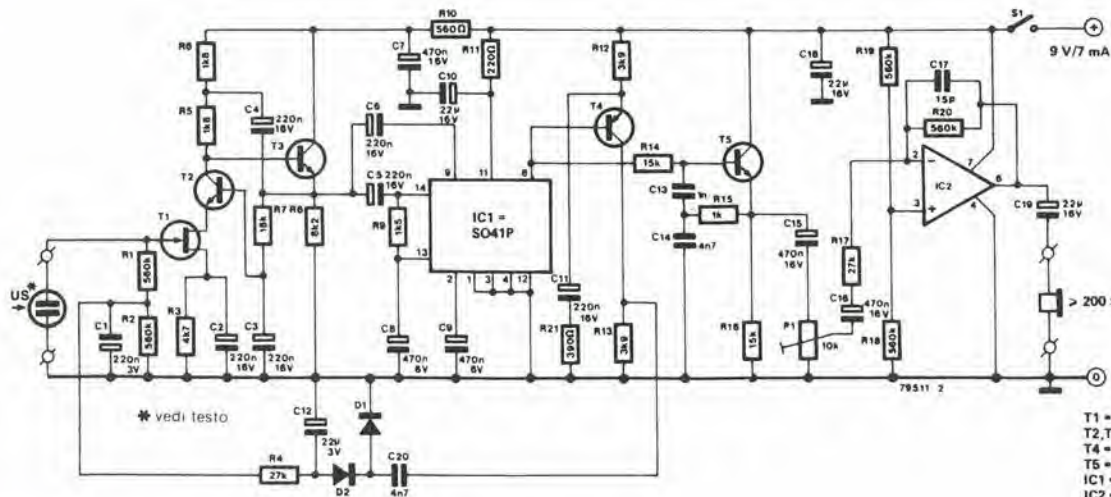 R6
1k8
R5
1k8
C4
220n
16V
T3
T2
T1
R1
560k
US*
C1
220n
3V
R2
560k
R3
4k7
C2
220n
16V
C3
220n
16V
R7
18k
R8
8k2
* vedi testo
R4
27k
C12
22µ
3V
D2
D1
C20
4n7
R10
560Ω
C7
470n
16V
C10
22µ
16V
R11
220Ω
C6
220n
16V
C5
220n
16V
R9
1k5
9
11
8
14
13
IC1 =
SO41P
2
1
3
4
12
C8
470n
6V
C9
470n
6V
C11
220n
16V
R21
390Ω
R12
3k9
T4
R13
3k9
R14
15k
C13
1n
C14
4n7
R15
1k
T5
C15
470n
16V
R16
15k
P1
10k
C18
22µ
16V
R19
560k
C17
15p
R20
560k
2
7
6
3
4
IC2
R17
27k
C16
470n
16V
R18
560k
C19
22µ
16V
> 200
S1
9 V/7 mA
79511 2
T1 =
T2,T
T4 =
T5 =
IC1 =
IC2 =